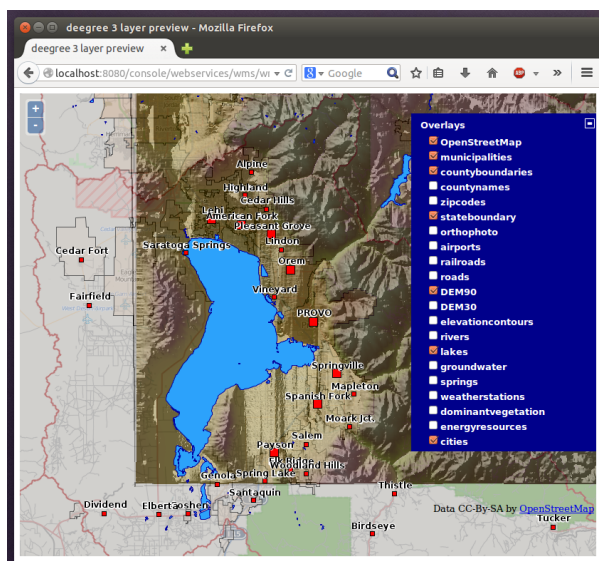 deegree 3 layer preview - Mozilla Firefox
deegree 3 layer preview
localhost:8080/console/webservices/wms/
Google
Overlays
OpenStreetMap
municipalities
countyboundaries
countynames
zipcodes
stateboundary
orthophoto
airports
railroads
roads
DEM90
DEM30
elevationcontours
rivers
lakes
groundwater
springs
weatherstations
dominantvegetation
energyresources
cities
Alpine
Highland
Cedar Hills
Lehi
American Fork
Pleasant Grove
Lindon
Saratoga Springs
Cedar Fort
Orem
Vineyard
Fairfield
PROVO
Springville
Mapleton
Spanish Fork
Moark Jct.
Salem
Payson
Woodland Hills
Genola
Spring Lake
Santaquin
Thistle
Dividend
Elberta
Birdseye
Tucker
Data CC-By-SA by OpenStreetMap